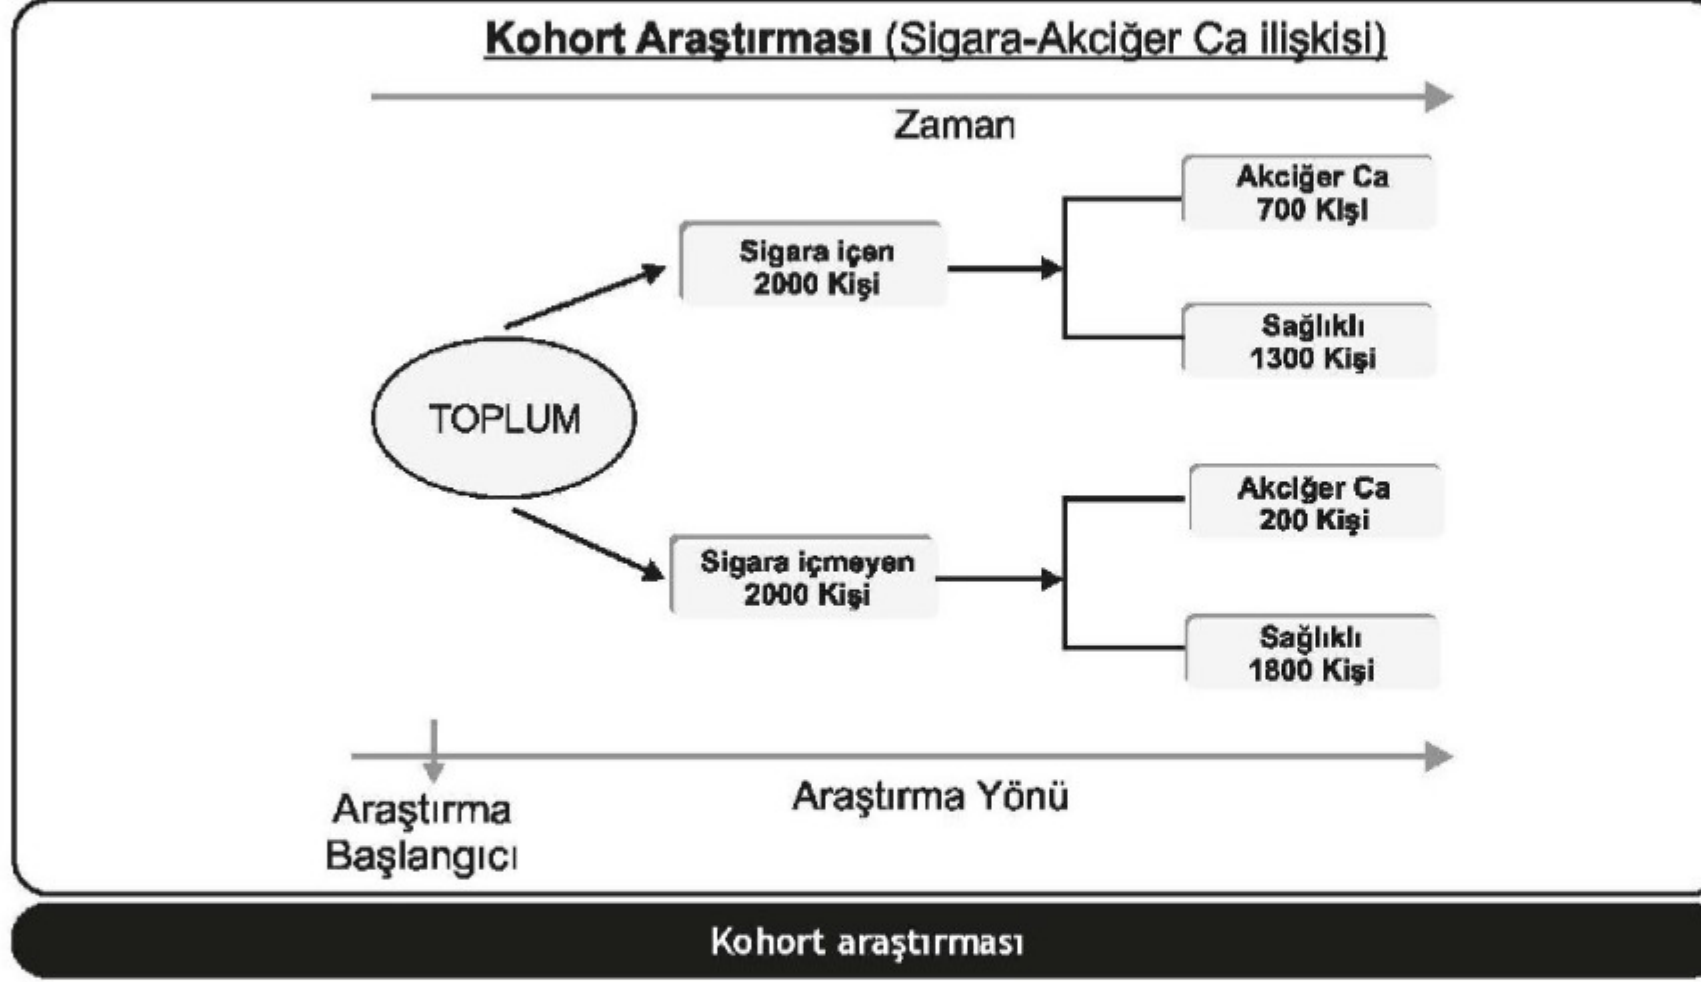 Kohort Araştırması (Sigara-Akciğer Ca ilişkisi)
Zaman
Akciğer Ca
700 Kişi
Sigara içen
2000 Kişi
Sağlıklı
1300 Kişi
TOPLUM
Akciğer Ca
200 Kişi
Sigara içmeyen
2000 Kişi
Sağlıklı
1800 Kişi
Araştırma Yönü
Araştırma
Başlangıcı
Kohort araştırması